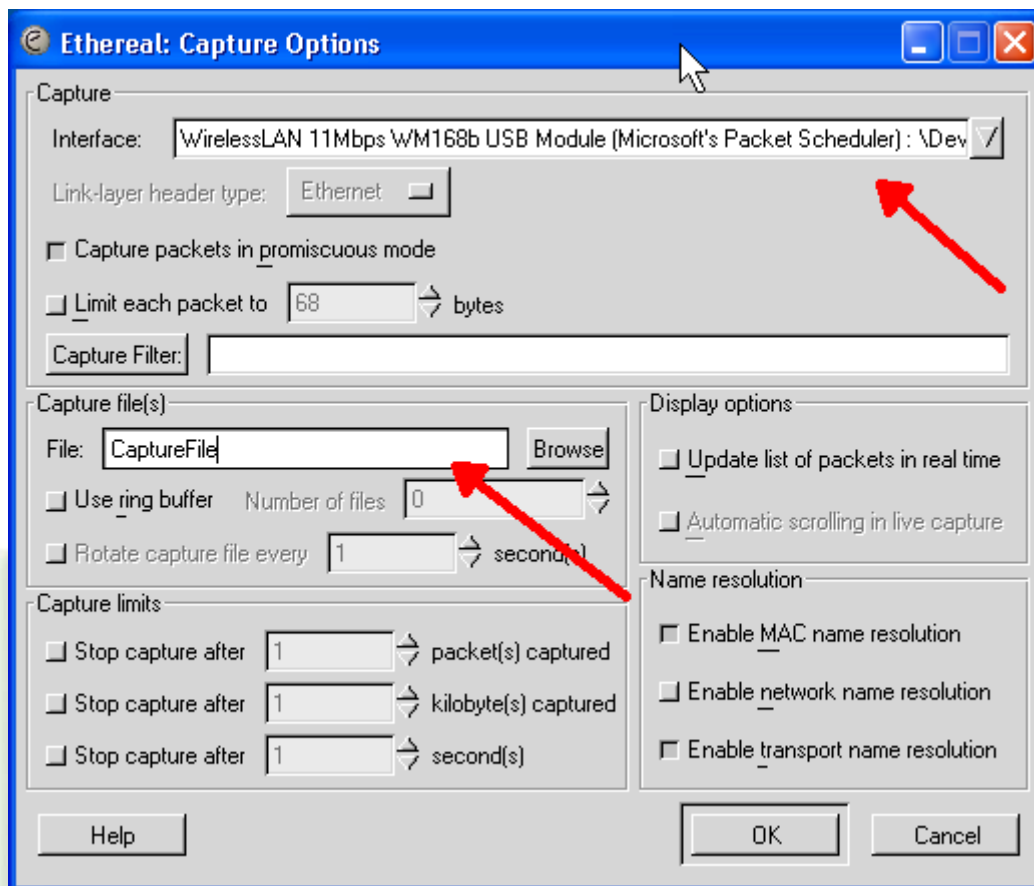 Ethereal: Capture Options
Capture
Interface: WirelessLAN 11Mbps WM168b USB Module (Microsoft's Packet Scheduler) : \Dev
Link-layer header type: Ethernet
Capture packets in promiscuous mode
Limit each packet to 68 bytes
Capture Filter:
Capture file(s)
File: CaptureFile Browse
Use ring buffer Number of files 0
Rotate capture file every 1 second(s)
Display options
Update list of packets in real time
Automatic scrolling in live capture
Capture limits
Stop capture after 1 packet(s) captured
Stop capture after 1 kilobyte(s) captured
Stop capture after 1 second(s)
Name resolution
Enable MAC name resolution
Enable network name resolution
Enable transport name resolution
Help OK Cancel